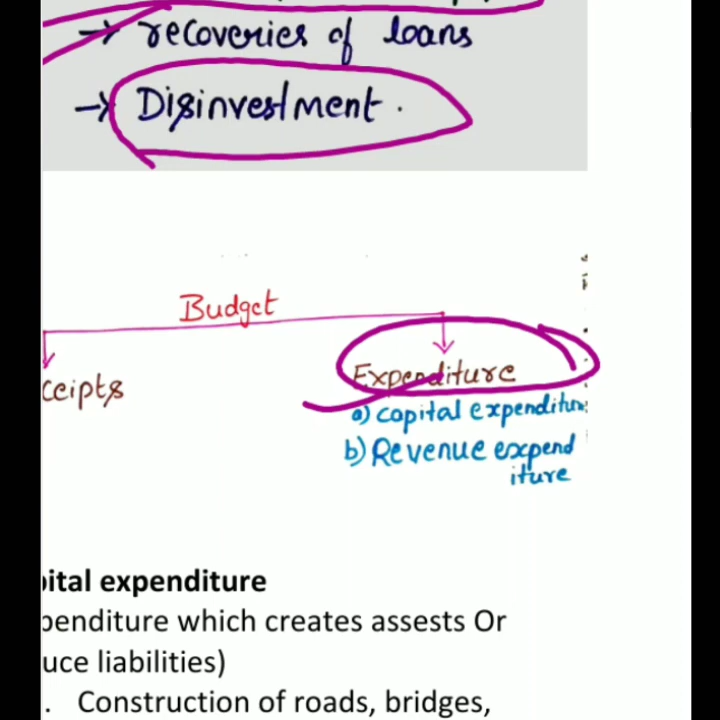 → recoveries of loans
→ Disinvestment.
Budget
ceipts
Expenditure
a) capital expenditure
b) Revenue expend
iture
ital expenditure
penditure which creates assests Or
uce liabilities)
. Construction of roads, bridges,